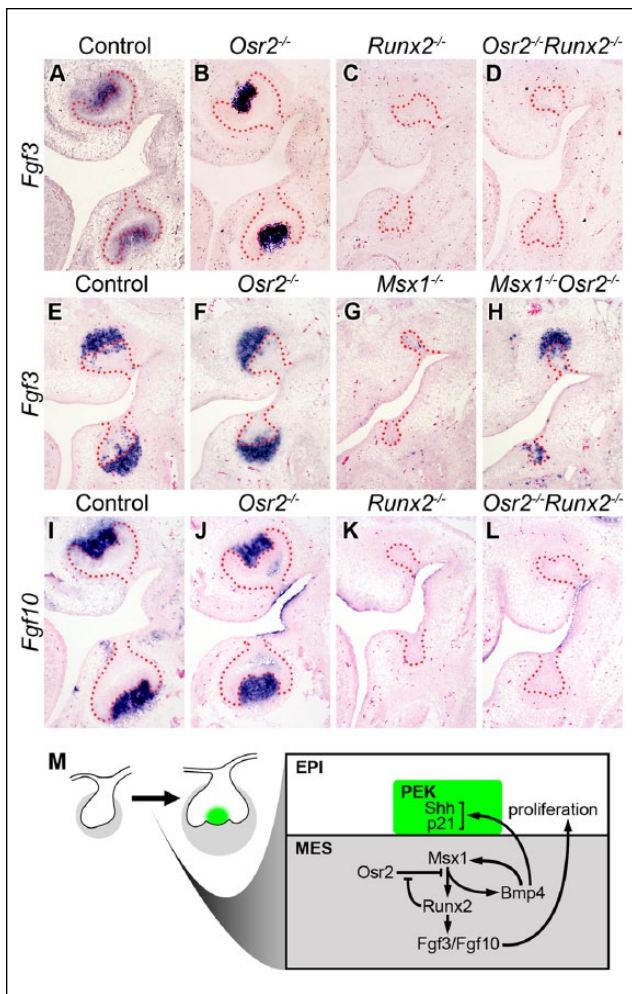 Control Osr2-/- Runx2-/- Osr2-/-Runx2-/-
A B C D
Fgf3
Control Osr2-/- Msx1-/- Msx1-/-Osr2-/-
E F G H
Fgf3
Control Osr2-/- Runx2-/- Osr2-/-Runx2-/-
I J K L
Fgf10
M
EPI
PEK
Shh
p21
proliferation
MES
Msx1
Osr2
Bmp4
Runx2
Fgf3/Fgf10